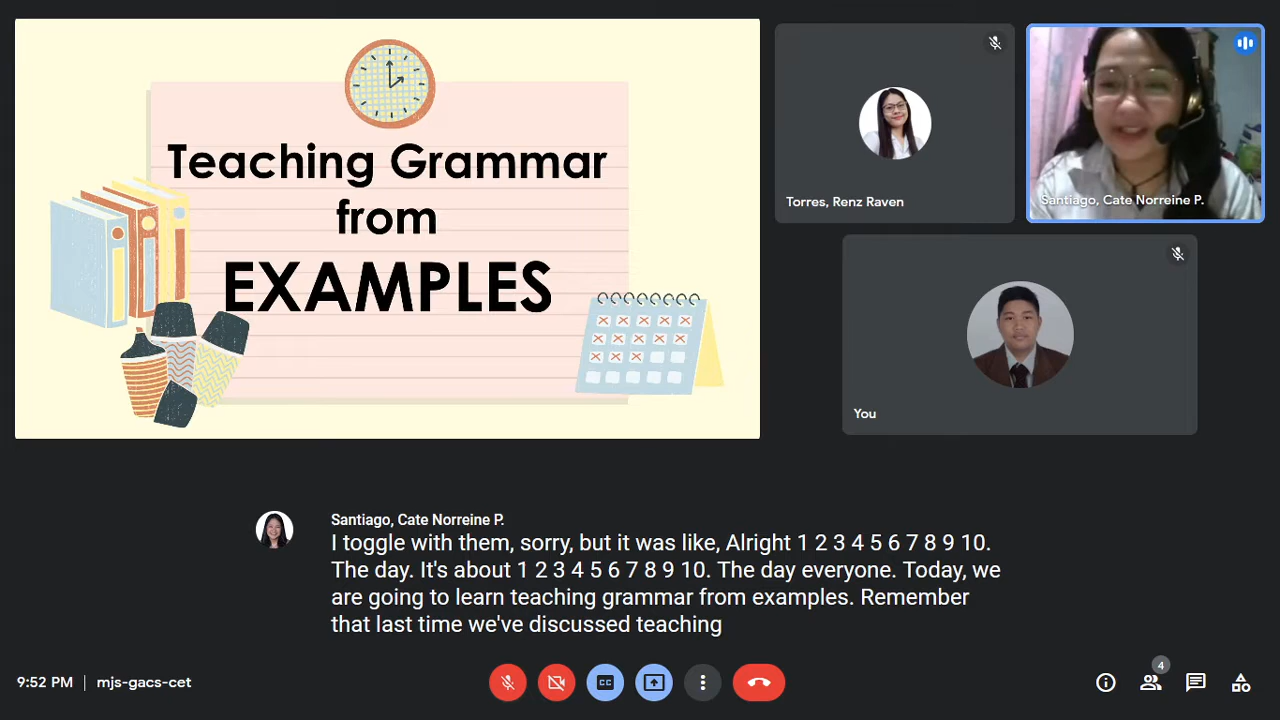 Teaching Grammar
from
EXAMPLES
Torres, Renz Raven
Santiago, Cate Norreine P.
You
Santiago, Cate Norreine P.
I toggle with them, sorry, but it was like, Alright 1 2 3 4 5 6 7 8 9 10.
The day. It's about 1 2 3 4 5 6 7 8 9 10. The day everyone. Today, we
are going to learn teaching grammar from examples. Remember
that last time we've discussed teaching
9:52 PM | mjs-gacs-cet
CC
4